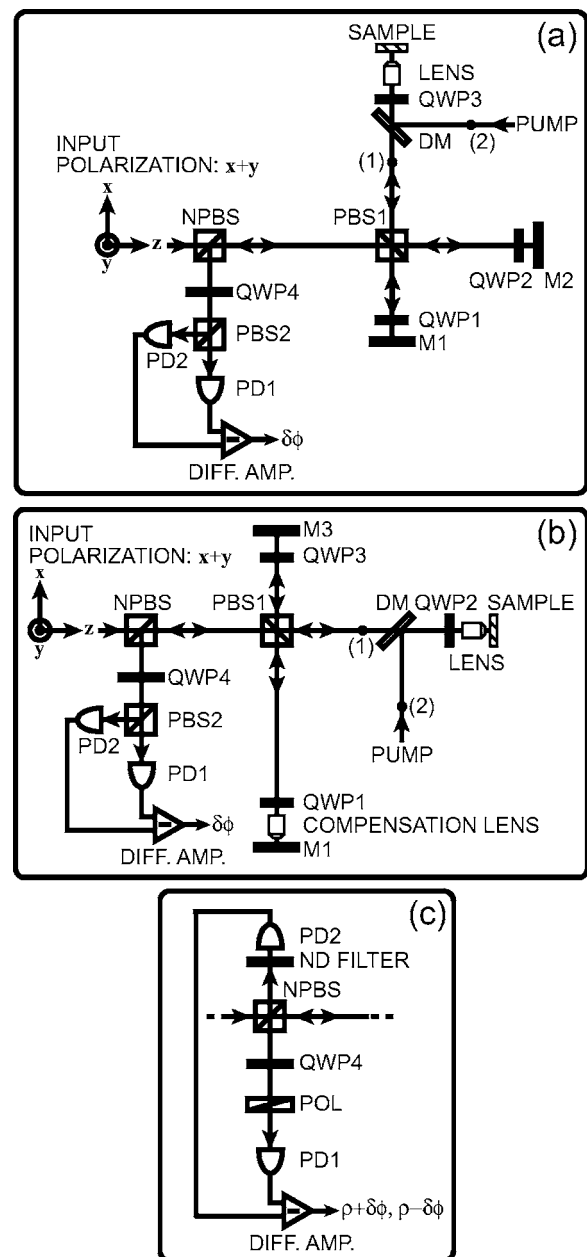 (a)
SAMPLE
LENS
QWP3
PUMP
DM
(2)
(1)
INPUT
POLARIZATION: x+y
x
NPBS
PBS1
z
y
QWP4
QWP2 M2
PBS2
QWP1
PD2
M1
PD1
δϕ
DIFF. AMP.
(b)
INPUT
POLARIZATION: x+y
M3
QWP3
x
NPBS
PBS1
DM QWP2 SAMPLE
z
y
(1)
LENS
QWP4
(2)
PBS2
PD2
PUMP
PD1
QWP1
COMPENSATION LENS
δϕ
M1
DIFF. AMP.
(c)
PD2
ND FILTER
NPBS
QWP4
POL
PD1
ρ+δϕ, ρ−δϕ
DIFF. AMP.